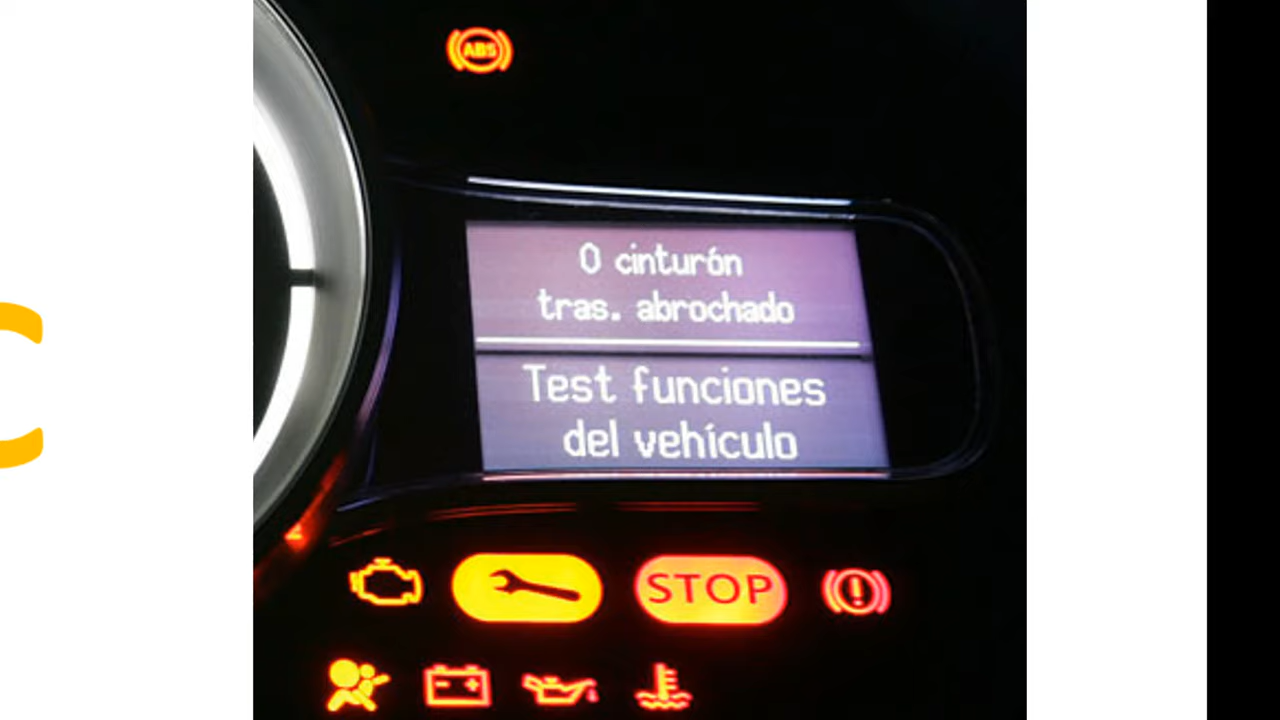 ABS
0 cinturón
tras. abrochado
Test funciones
del vehículo
STOP